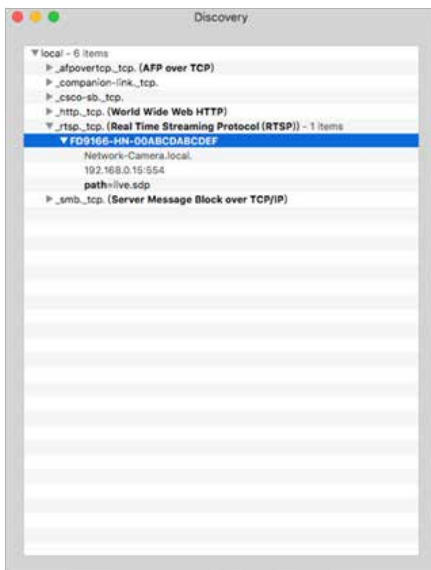 Discovery
local - 6 items
_afpovertcp._tcp. (AFP over TCP)
_companion-link._tcp.
_csco-sb._tcp.
_http._tcp. (World Wide Web HTTP)
_rtsp._tcp. (Real Time Streaming Protocol (RTSP)) - 1 items
FD9166-HN-00ABCDABCDEF
Network-Camera.local.
192.168.0.15:554
path=live.sdp
_smb._tcp. (Server Message Block over TCP/IP)